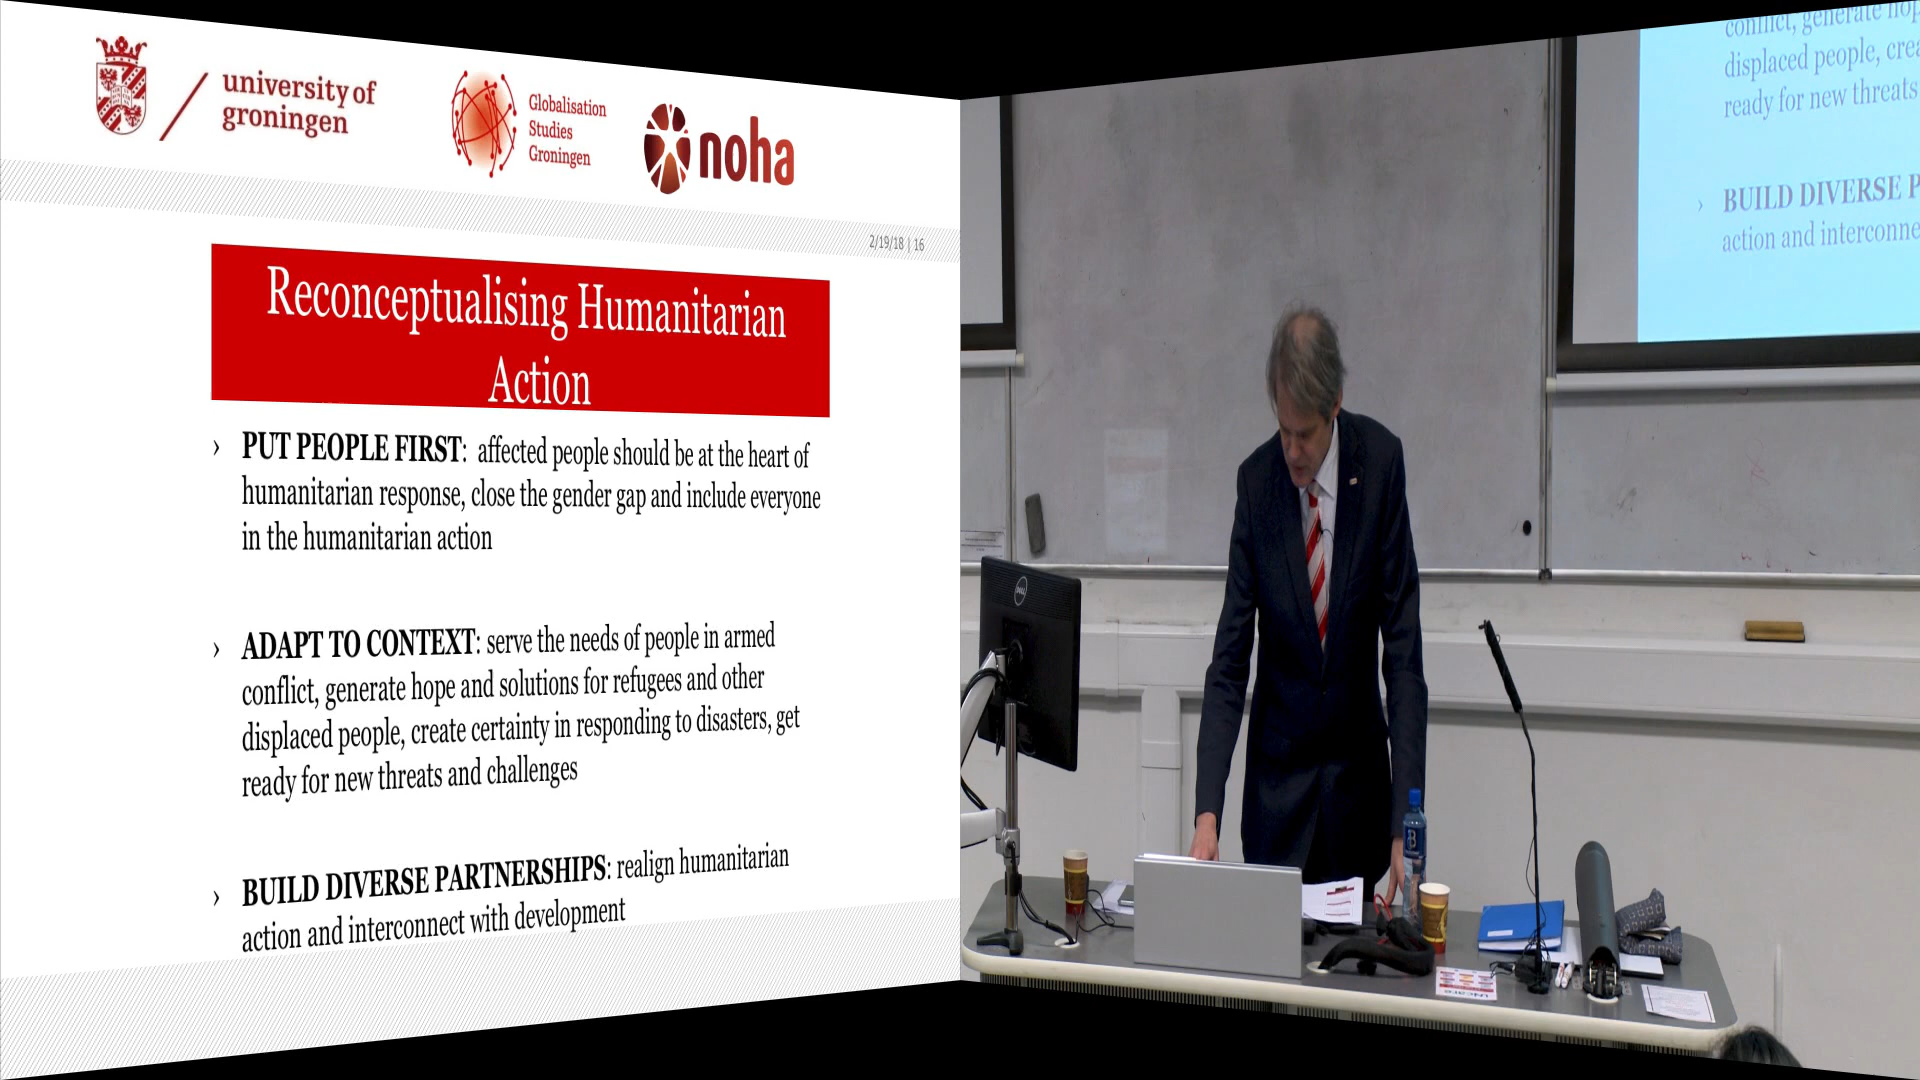 university of
groningen
Globalisation
Studies
Groningen
noha
2/19/18 | 16
Reconceptualising Humanitarian
Action
› PUT PEOPLE FIRST: affected people should be at the heart of
humanitarian response, close the gender gap and include everyone
in the humanitarian action
› ADAPT TO CONTEXT: serve the needs of people in armed
conflict, generate hope and solutions for refugees and other
displaced people, create certainty in responding to disasters, get
ready for new threats and challenges
› BUILD DIVERSE PARTNERSHIPS: realign humanitarian
action and interconnect with development
conflict, generate hop
displaced people, crea
ready for new threats
› BUILD DIVERSE P
action and interconne
DELL